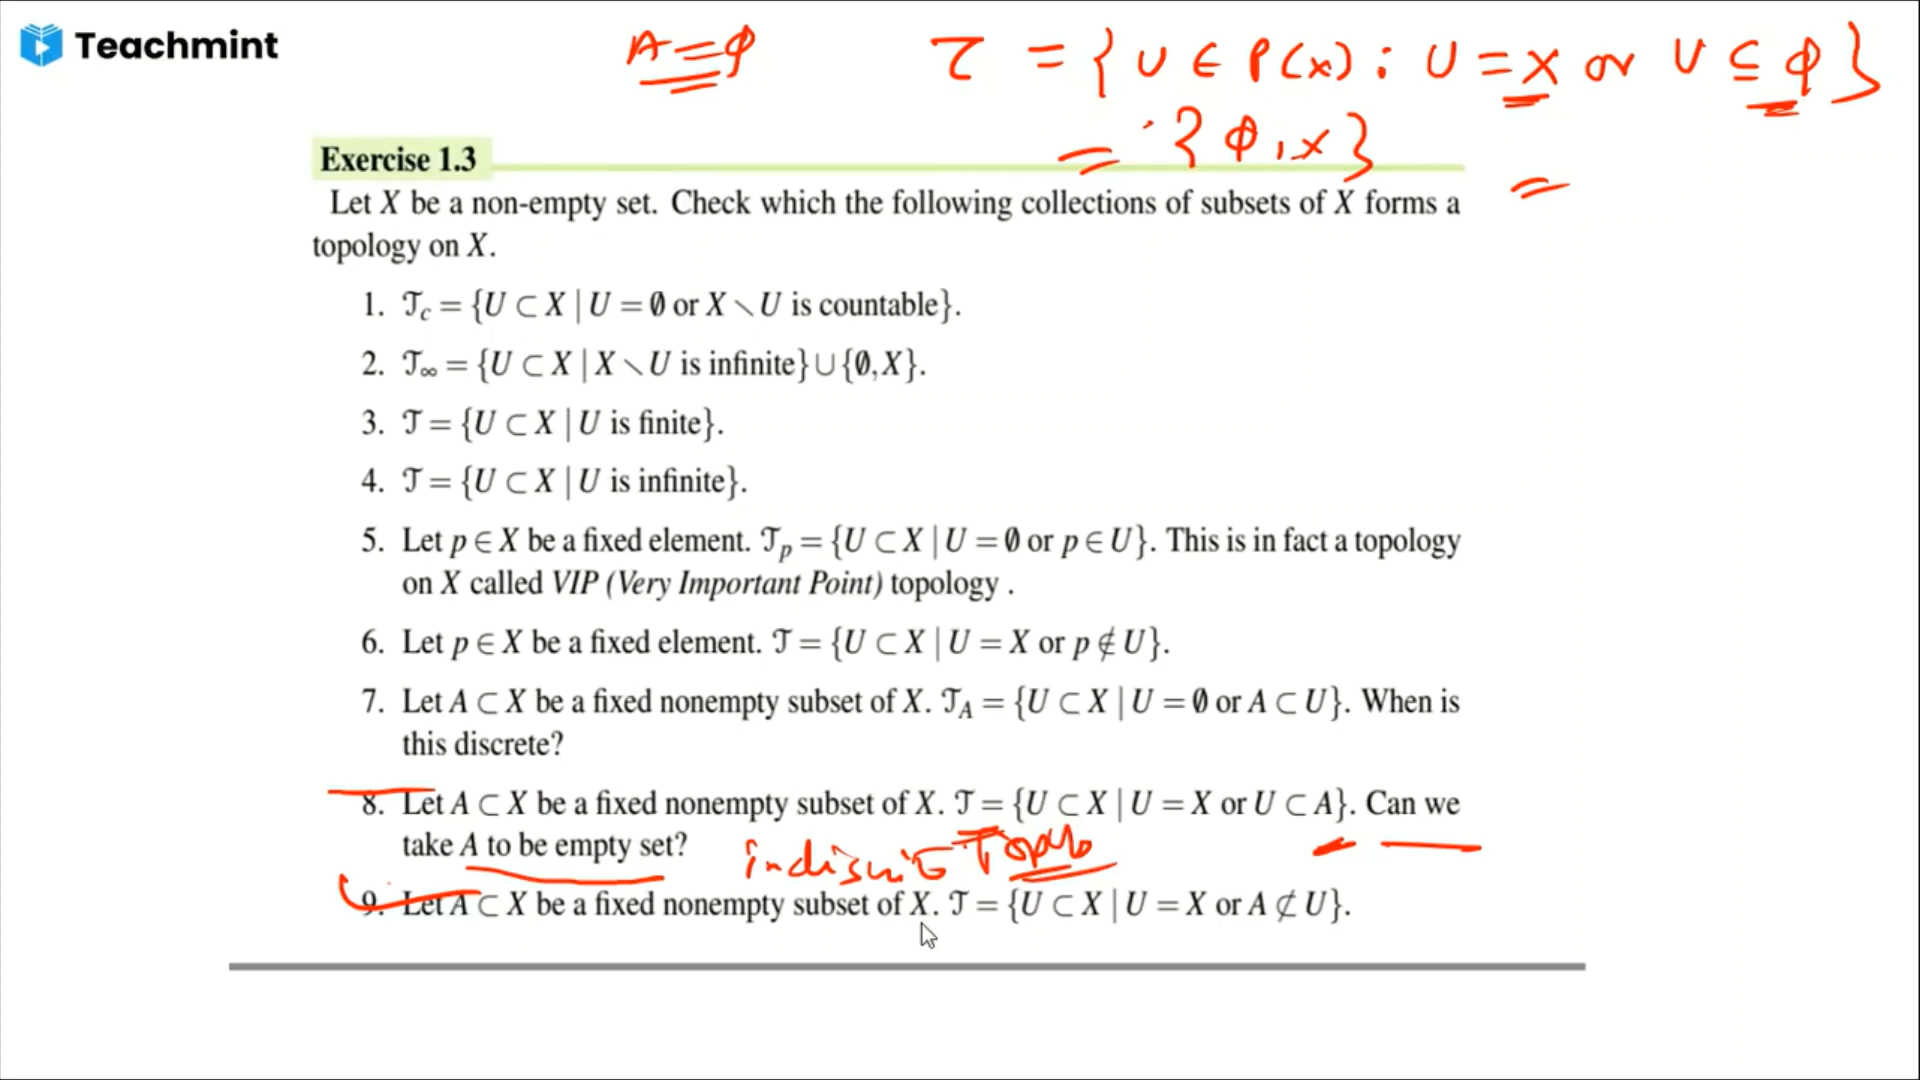 Teachmint
A = φ
τ = { U ∈ P(X) : U = X or U ⊆ φ }
= { φ, X }
Exercise 1.3
Let X be a non-empty set. Check which the following collections of subsets of X forms a
topology on X.
1. 𝒯c = {U ⊂ X | U = ∅ or X ∖ U is countable}.
2. 𝒯∞ = {U ⊂ X | X ∖ U is infinite} ∪ {∅, X}.
3. 𝒯 = {U ⊂ X | U is finite}.
4. 𝒯 = {U ⊂ X | U is infinite}.
5. Let p ∈ X be a fixed element. 𝒯p = {U ⊂ X | U = ∅ or p ∈ U}. This is in fact a topology
on X called VIP (Very Important Point) topology .
6. Let p ∈ X be a fixed element. 𝒯 = {U ⊂ X | U = X or p ∉ U}.
7. Let A ⊂ X be a fixed nonempty subset of X. 𝒯A = {U ⊂ X | U = ∅ or A ⊂ U}. When is
this discrete?
8. Let A ⊂ X be a fixed nonempty subset of X. 𝒯 = {U ⊂ X | U = X or U ⊂ A}. Can we
take A to be empty set?
9. Let A ⊂ X be a fixed nonempty subset of X. 𝒯 = {U ⊂ X | U = X or A ⊄ U}.